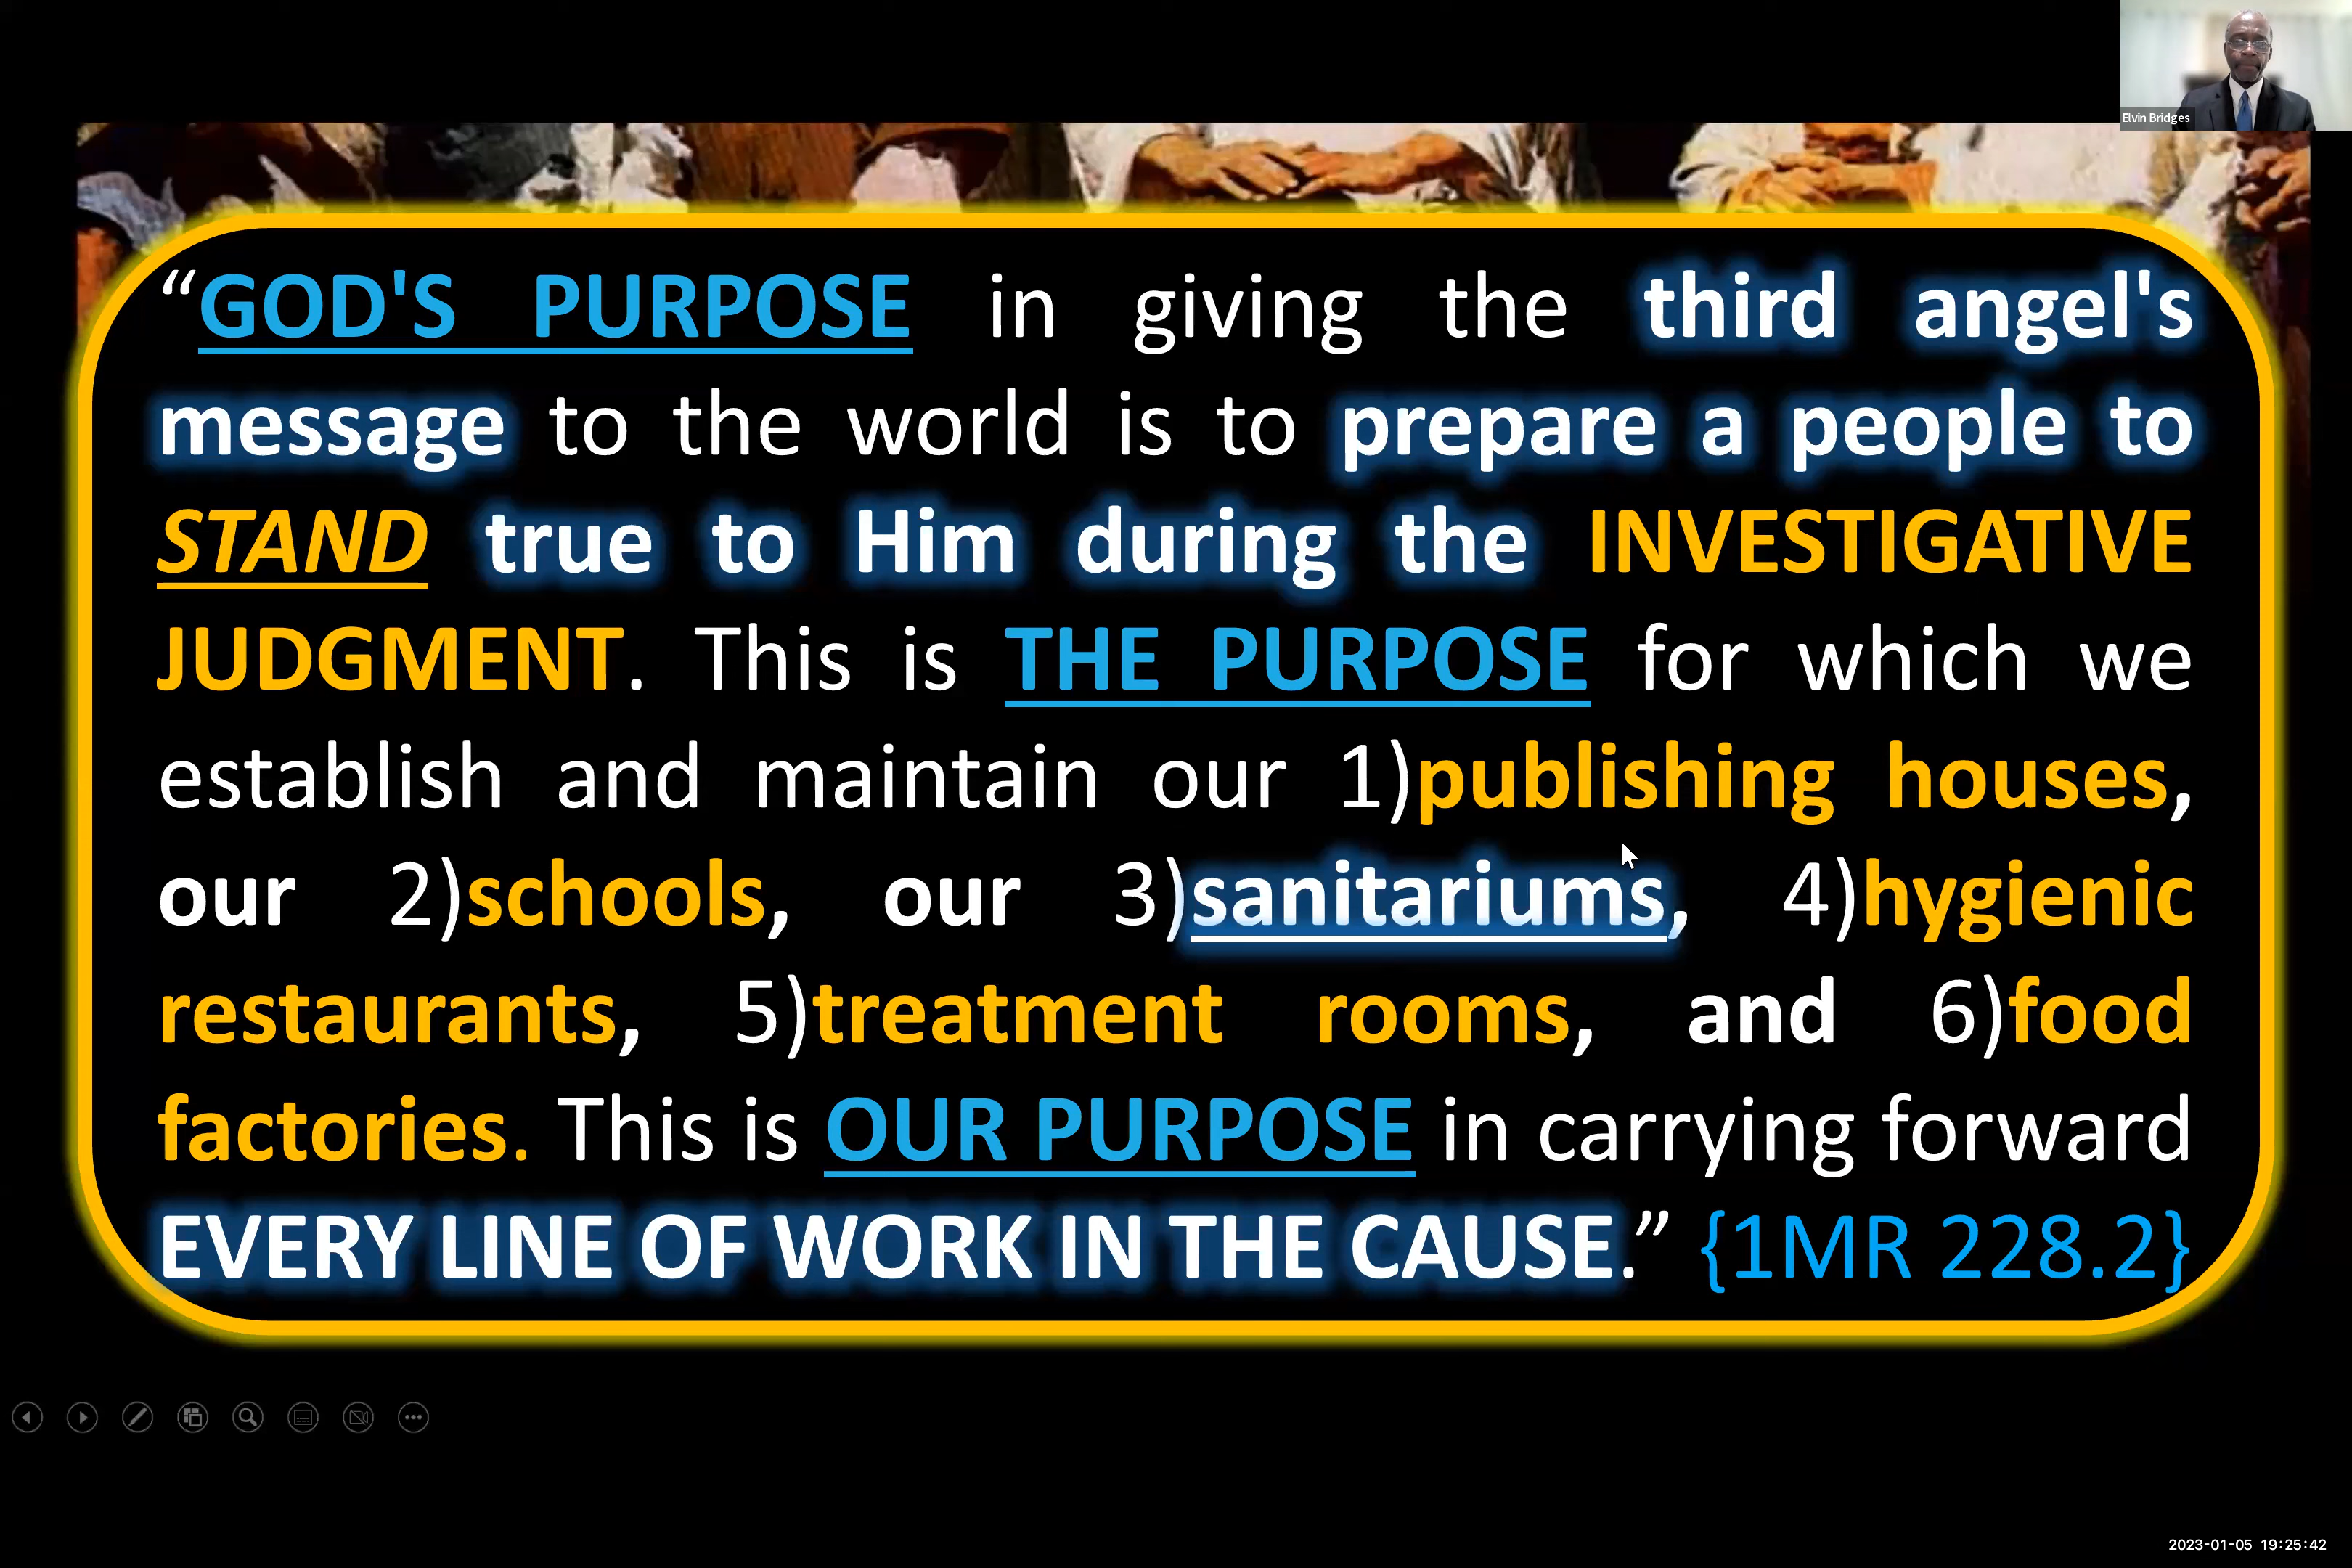 Elvin Bridges
“GOD'S PURPOSE in giving the third angel's
message to the world is to prepare a people to
STAND true to Him during the INVESTIGATIVE
JUDGMENT. This is THE PURPOSE for which we
establish and maintain our 1)publishing houses,
our 2)schools, our 3)sanitariums, 4)hygienic
restaurants, 5)treatment rooms, and 6)food
factories. This is OUR PURPOSE in carrying forward
EVERY LINE OF WORK IN THE CAUSE.” {1MR 228.2}
2023-01-05 19:25:42